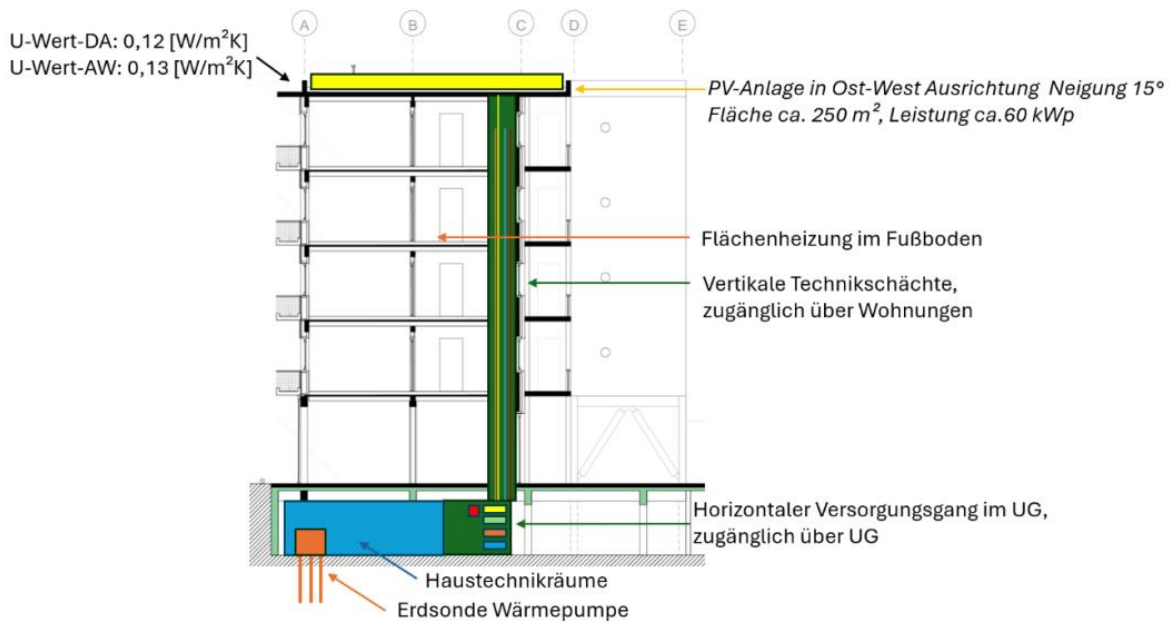 A B C D E
U-Wert-DA: 0,12 [W/m²K]
U-Wert-AW: 0,13 [W/m²K]
PV-Anlage in Ost-West Ausrichtung Neigung 15°
Fläche ca. 250 m², Leistung ca.60 kWp
Flächenheizung im Fußboden
Vertikale Technikschächte,
zugänglich über Wohnungen
Horizontaler Versorgungsgang im UG,
zugänglich über UG
Haustechnikräume
Erdsonde Wärmepumpe